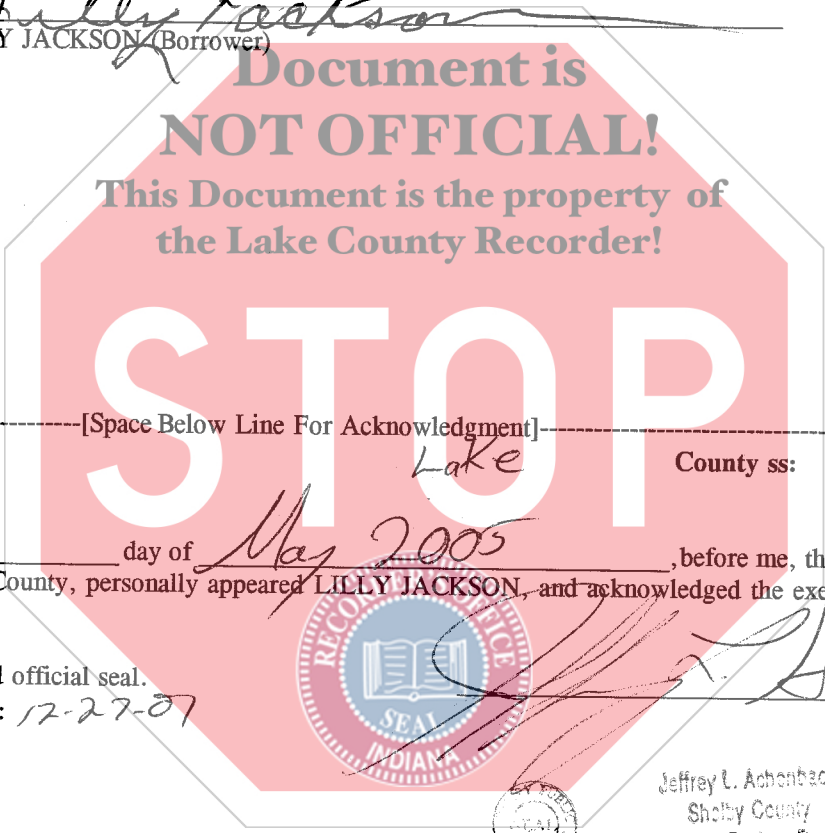 Lilly Jackson
Y JACKSON (Borrower)
Document is
NOT OFFICIAL!
This Document is the property of
the Lake County Recorder!
STOP
[Space Below Line For Acknowledgment]
Lake County ss:
day of May 2005, before me, th
County, personally appeared LILLY JACKSON, and acknowledged the exe
RECORDER'S OFFICE
SEAL
INDIANA
official seal.
: 12-27-07
Jeffrey L. Achenbac
Shelby County